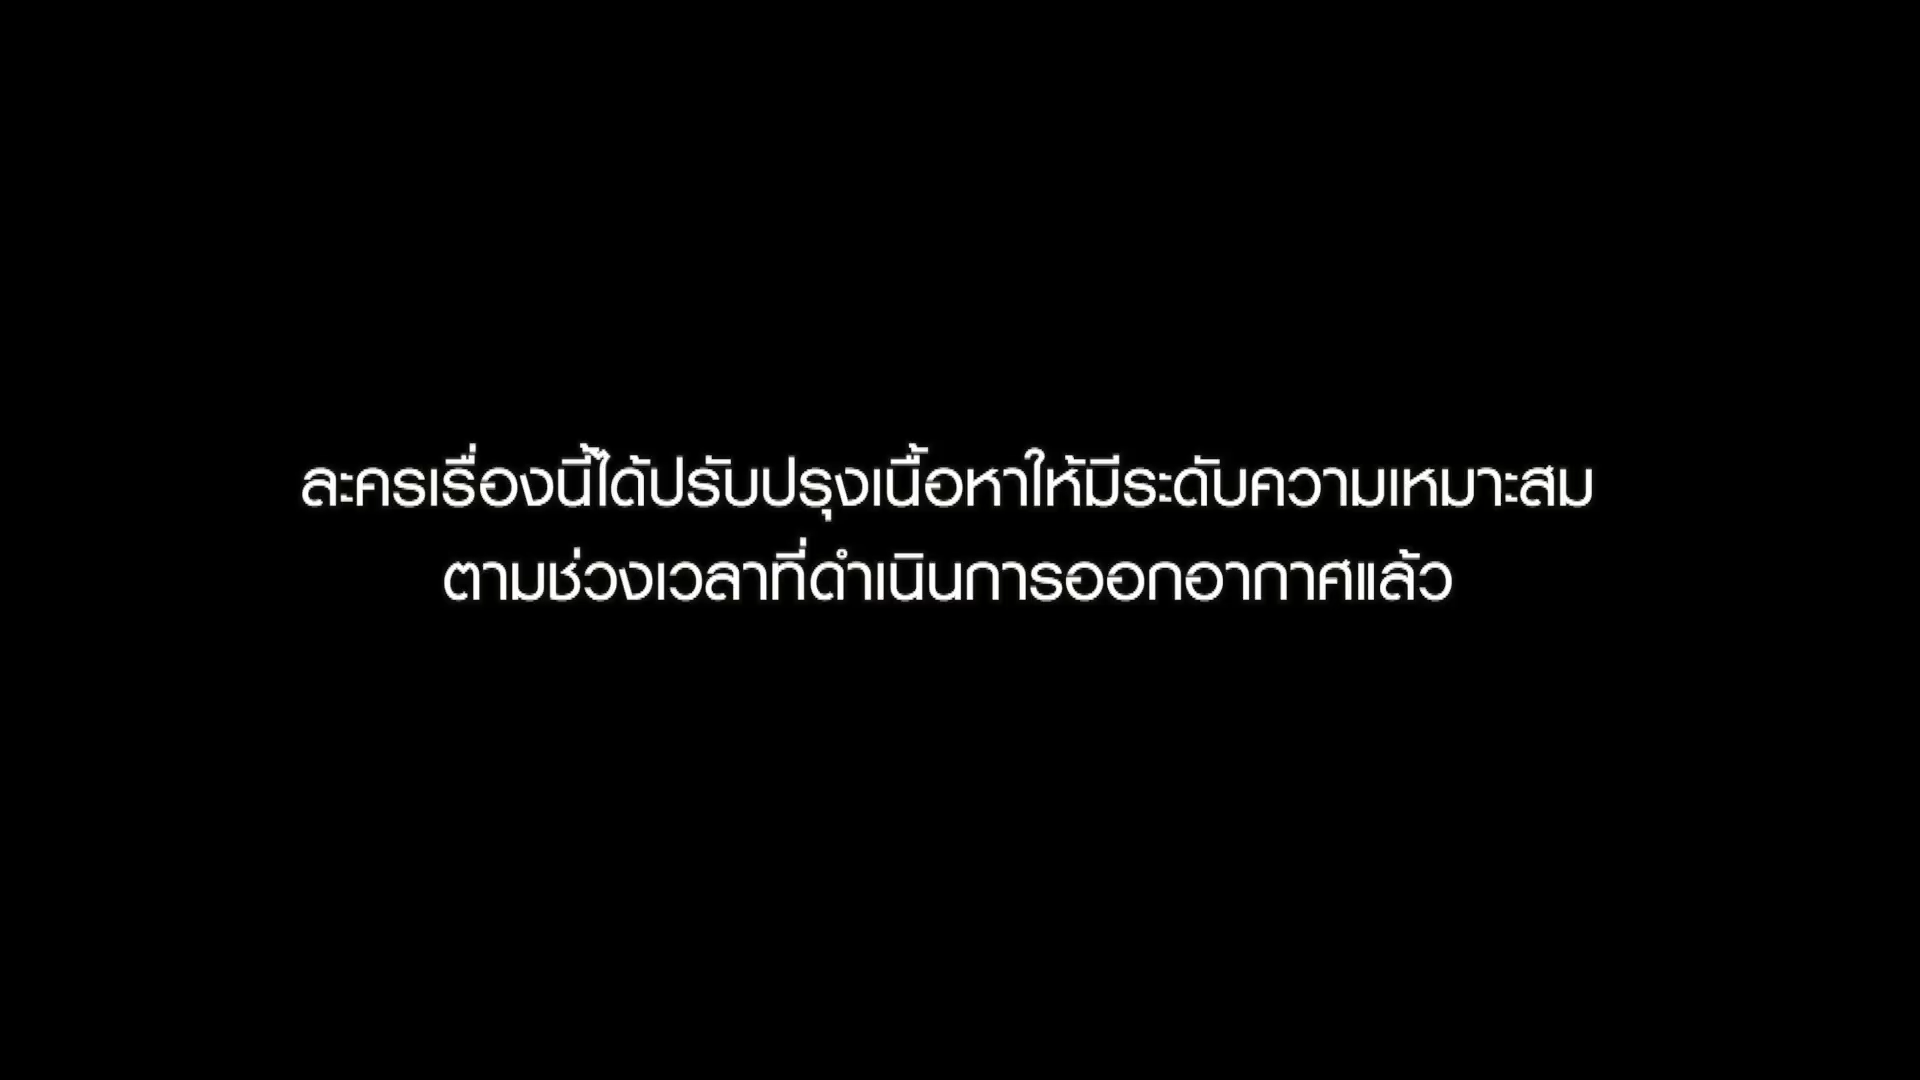 ละครเรื่องนี้ได้ปรับปรุงเนื้อหาให้มีระดับความเหมาะสม
ตามช่วงเวลาที่ดำเนินการออกอากาศแล้ว